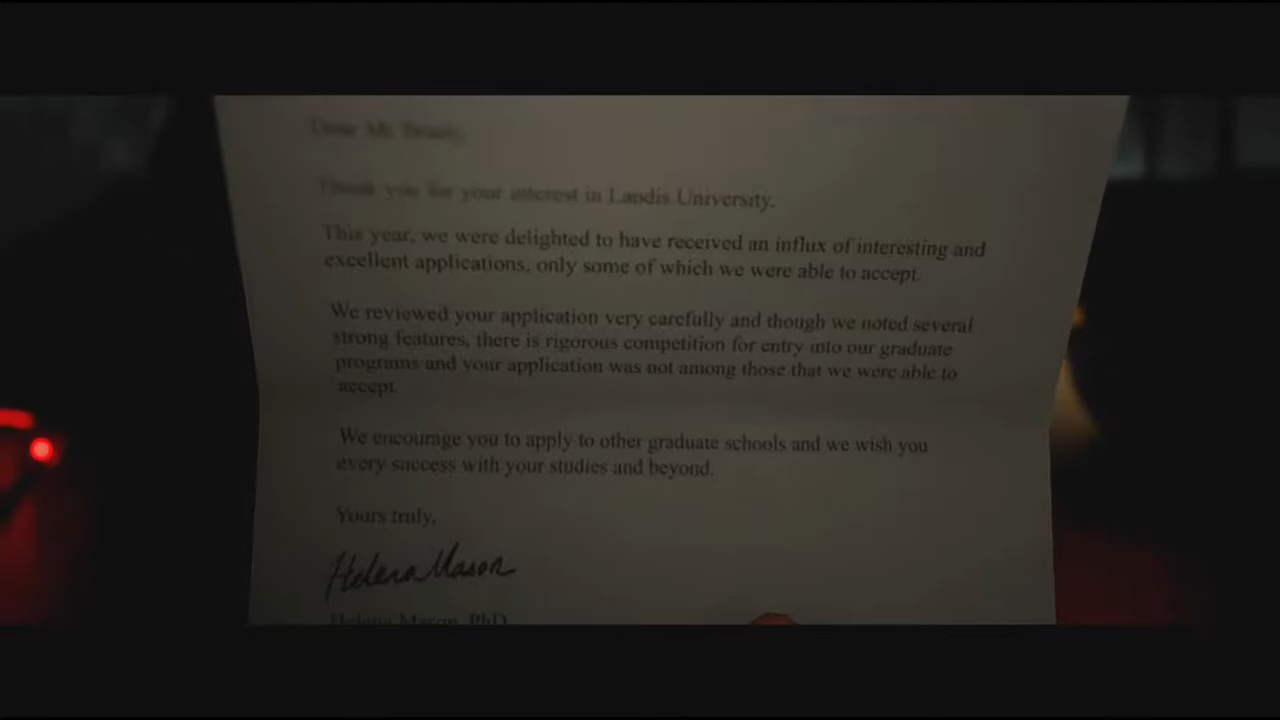 Dear Mr.
Thank you for your interest in Landis University.
This year, we were delighted to have received an influx of interesting and
excellent applications, only some of which we were able to accept.
We reviewed your application very carefully and though we noted several
strong features, there is rigorous competition for entry into our graduate
programs and your application was not among those that we were able to
accept.
We encourage you to apply to other graduate schools and we wish you
every success with your studies and beyond.
Yours truly,
Helena Mason
Helena Mason, PhD